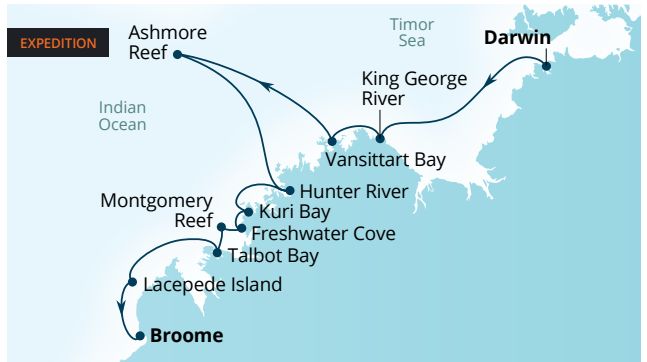 EXPEDITION
Ashmore
Reef
Timor
Sea
Darwin
King George
River
Indian
Ocean
Vansittart Bay
Hunter River
Montgomery
Reef
Kuri Bay
Freshwater Cove
Talbot Bay
Lacepede Island
Broome